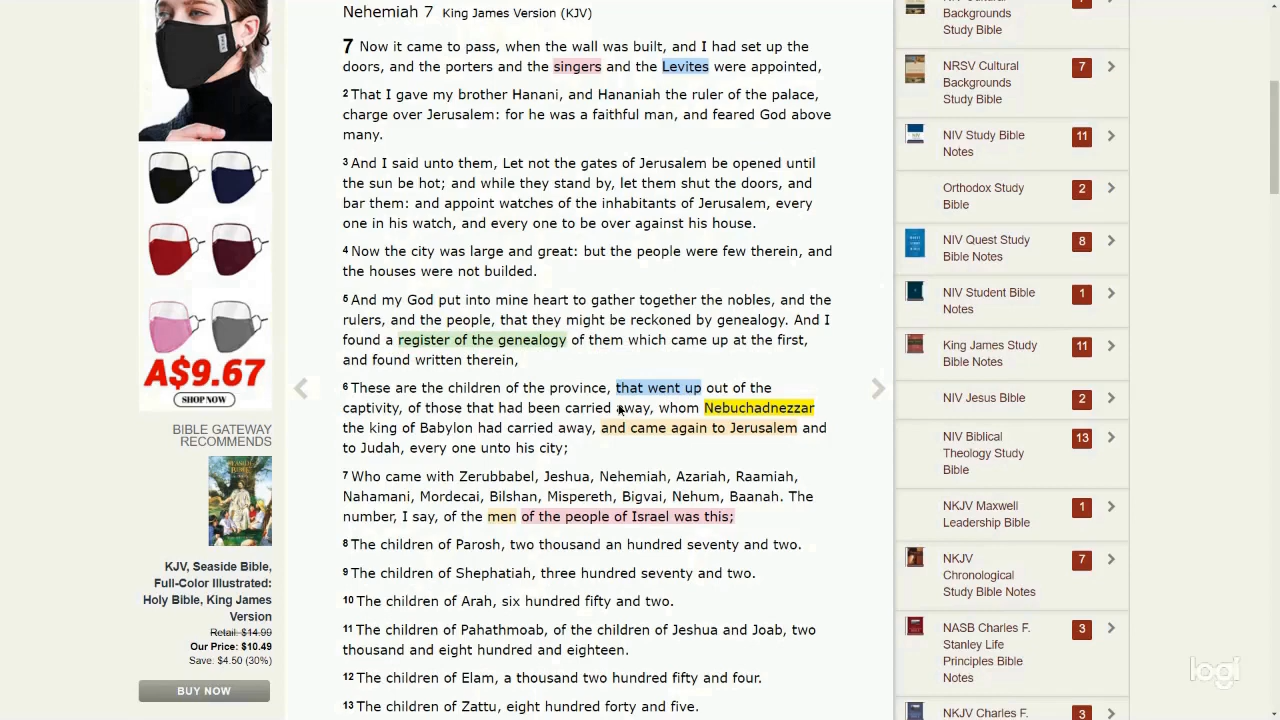 Nehemiah 7 King James Version (KJV)
7 Now it came to pass, when the wall was built, and I had set up the
doors, and the porters and the singers and the Levites were appointed,
2 That I gave my brother Hanani, and Hananiah the ruler of the palace,
charge over Jerusalem: for he was a faithful man, and feared God above
many.
3 And I said unto them, Let not the gates of Jerusalem be opened until
the sun be hot; and while they stand by, let them shut the doors, and
bar them: and appoint watches of the inhabitants of Jerusalem, every
one in his watch, and every one to be over against his house.
4 Now the city was large and great: but the people were few therein, and
the houses were not builded.
5 And my God put into mine heart to gather together the nobles, and the
rulers, and the people, that they might be reckoned by genealogy. And I
found a register of the genealogy of them which came up at the first,
and found written therein,
6 These are the children of the province, that went up out of the
captivity, of those that had been carried away, whom Nebuchadnezzar
the king of Babylon had carried away, and came again to Jerusalem and
to Judah, every one unto his city;
7 Who came with Zerubbabel, Jeshua, Nehemiah, Azariah, Raamiah,
Nahamani, Mordecai, Bilshan, Mispereth, Bigvai, Nehum, Baanah. The
number, I say, of the men of the people of Israel was this;
8 The children of Parosh, two thousand an hundred seventy and two.
9 The children of Shephatiah, three hundred seventy and two.
10 The children of Arah, six hundred fifty and two.
11 The children of Pahathmoab, of the children of Jeshua and Joab, two
thousand and eight hundred and eighteen.
12 The children of Elam, a thousand two hundred fifty and four.
13 The children of Zattu, eight hundred forty and five.
A$9.67
SHOP NOW
BIBLE GATEWAY
RECOMMENDS
KJV, Seaside Bible,
Full-Color Illustrated:
Holy Bible, King James
Version
Retail: $14.99
Our Price: $10.49
Save: $4.50 (30%)
BUY NOW
Cultural
Backgrounds
Study Bible
NRSV Cultural
Backgrounds
Study Bible
7
NIV Study Bible
Notes
11
Orthodox Study
Bible
2
NIV Quest Study
Bible Notes
8
NIV Student Bible
Notes
1
King James Study
Bible Notes
11
NIV Jesus Bible
2
NIV Biblical
Theology Study
Bible
13
NKJV Maxwell
Leadership Bible
1
NKJV
Chronological
Study Bible Notes
7
NASB Charles F.
Stanley Life
Principles Bible
Notes
3
NKJV Charles F.
3
logi